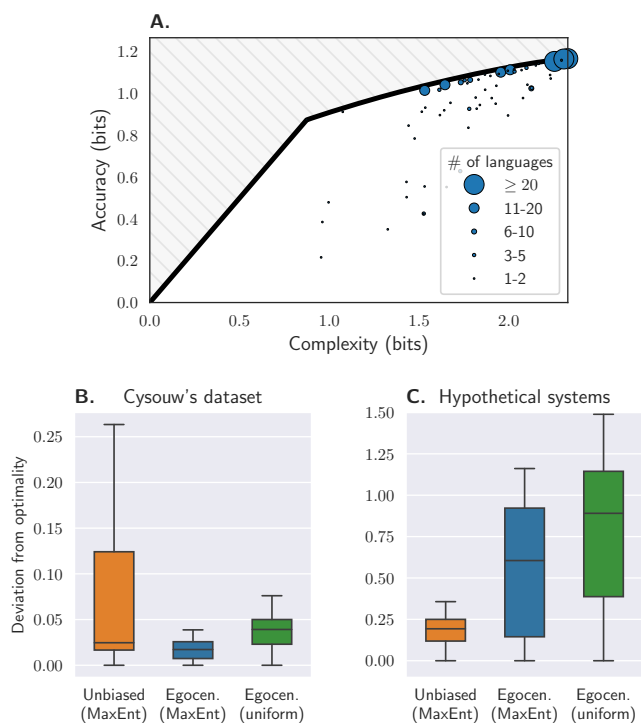 A.
Accuracy (bits)
1.2
1.0
0.8
0.6
0.4
0.2
0.0
# of languages
≥ 20
11-20
6-10
3-5
1-2
0.0 0.5 1.0 1.5 2.0
Complexity (bits)
B. Cysouw's dataset
Deviation from optimality
0.25
0.20
0.15
0.10
0.05
0.00
Unbiased Egocen. Egocen.
(MaxEnt) (MaxEnt) (uniform)
C. Hypothetical systems
1.50
1.25
1.00
0.75
0.50
0.25
0.00
Unbiased Egocen. Egocen.
(MaxEnt) (MaxEnt) (uniform)